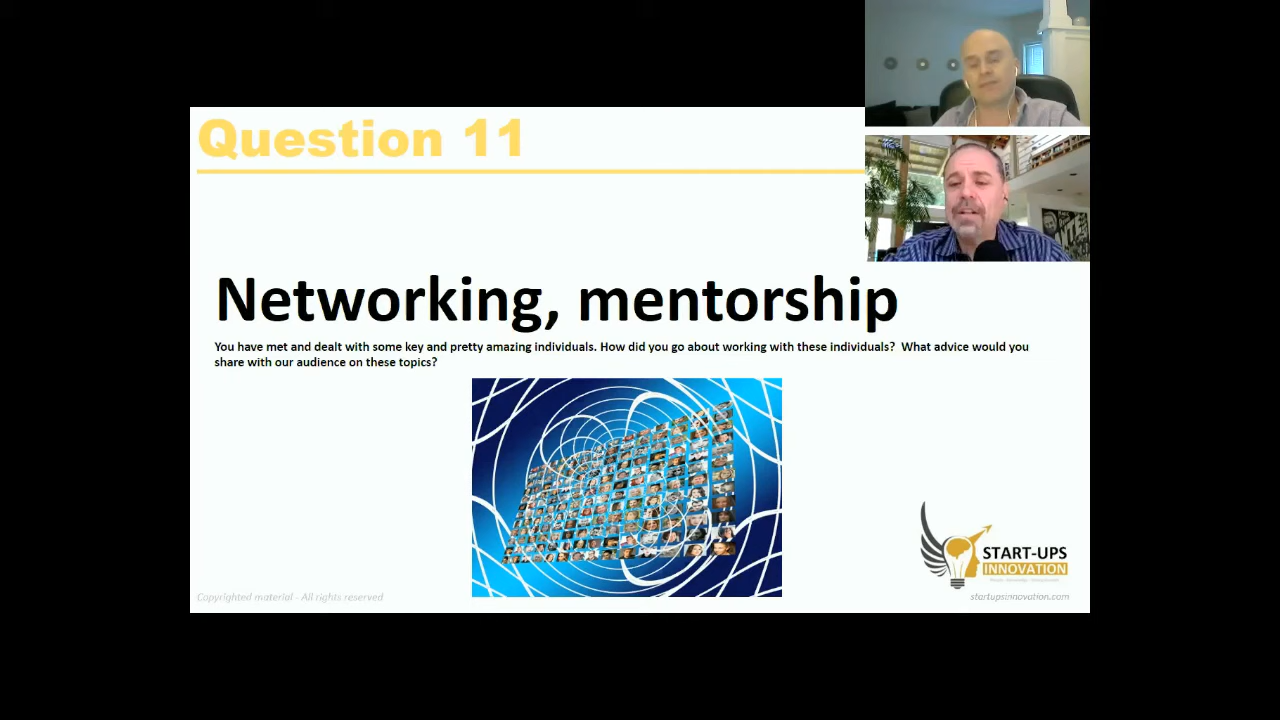 Question 11
Networking, mentorship
You have met and dealt with some key and pretty amazing individuals. How did you go about working with these individuals?  What advice would you
share with our audience on these topics?
START-UPS
INNOVATION
Copyrighted material - All rights reserved
startupsinnovation.com